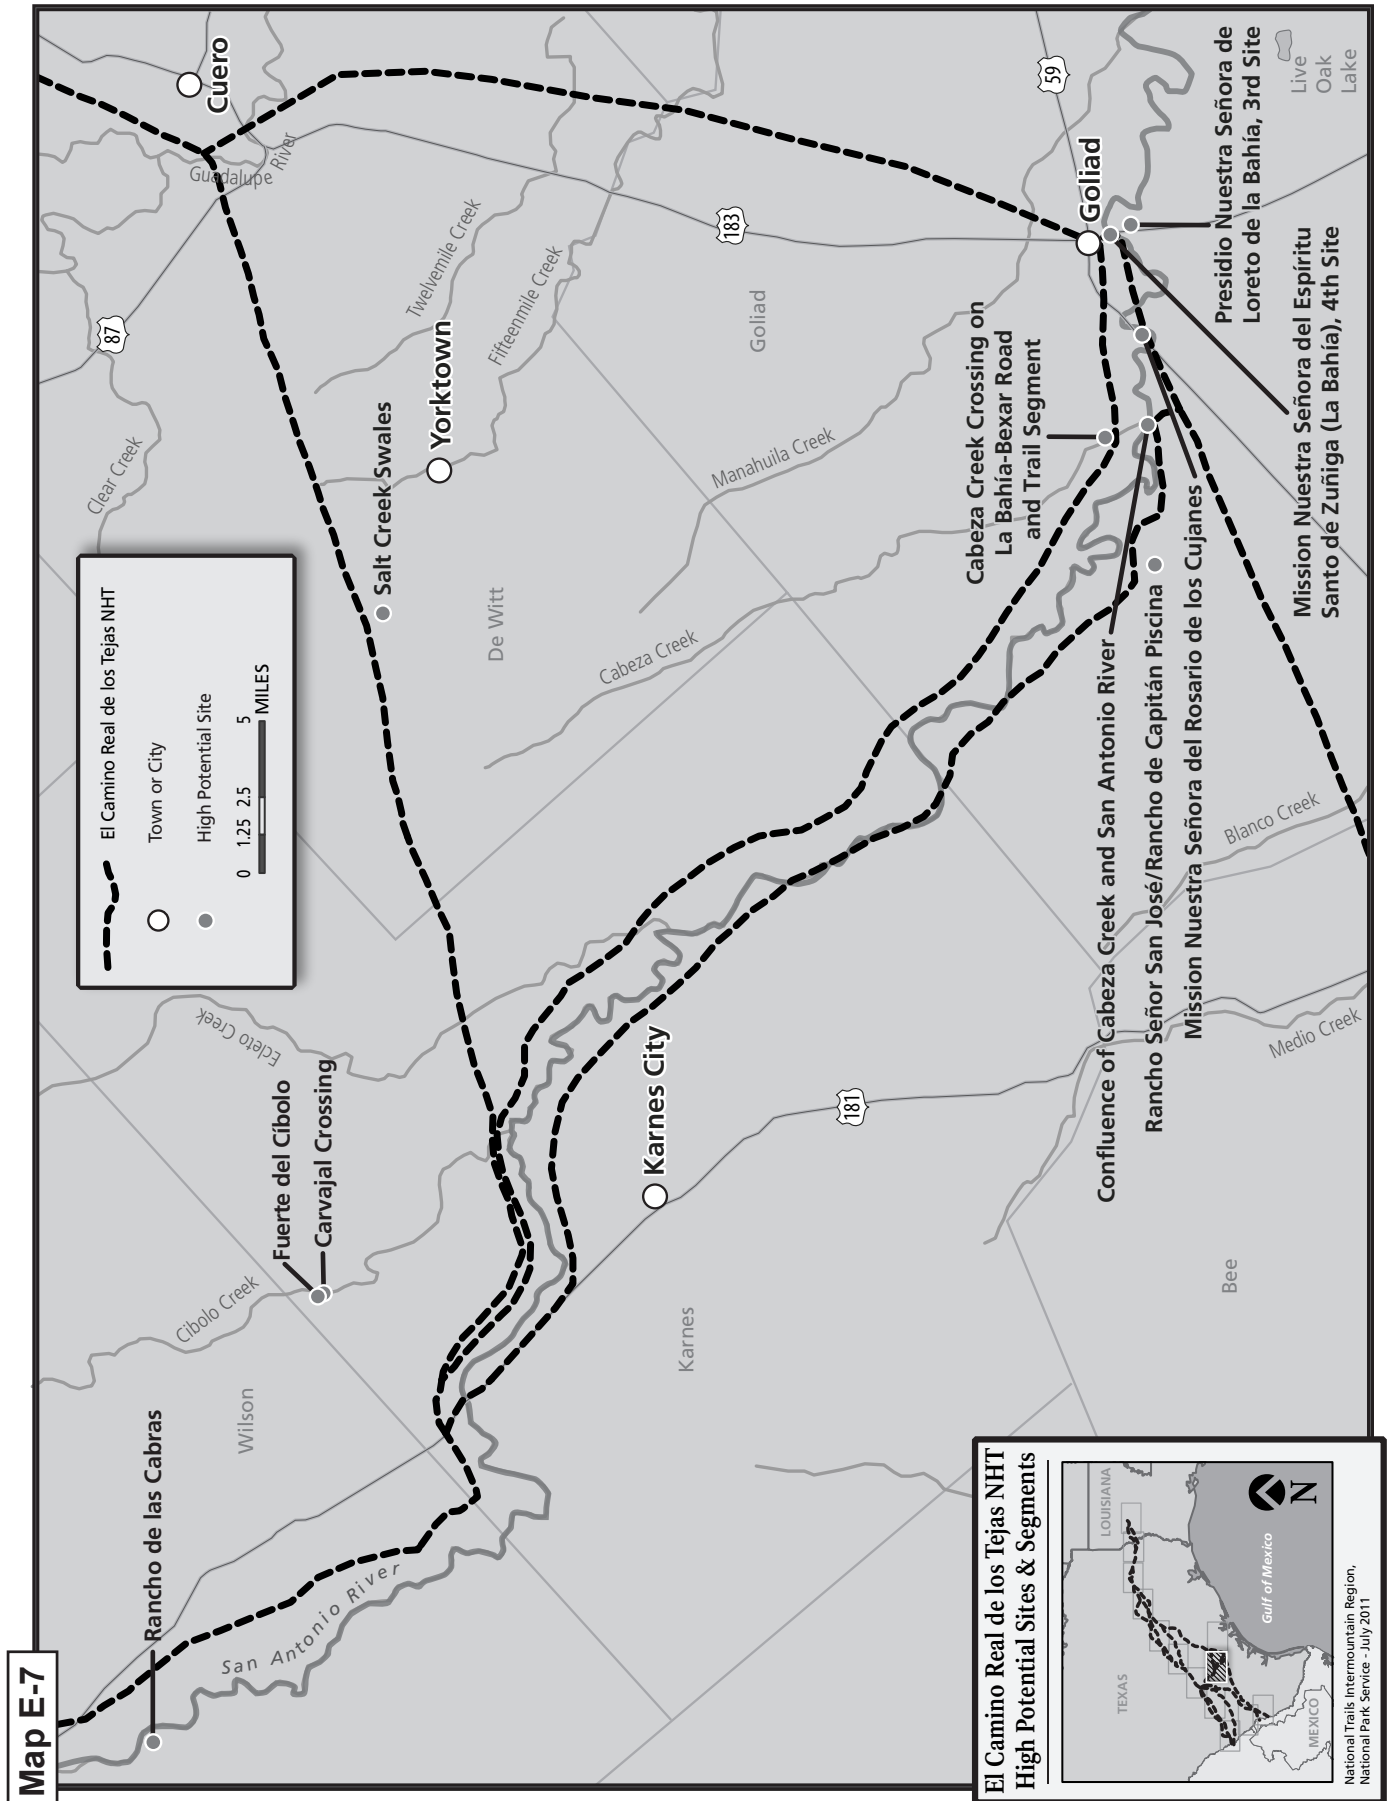 Map E-7
Rancho de las Cabras
San Antonio River
Wilson
Cibolo Creek
Fuerte del Cíbolo
Carvajal Crossing
Ecleto Creek
El Camino Real de los Tejas NHT
Town or City
High Potential Site
0 1.25 2.5 5
MILES
Clear Creek
87
Guadalupe River
Cuero
Salt Creek Swales
Yorktown
Twelvemile Creek
Fifteenmile Creek
De Witt
183
Goliad
59
Karnes City
Karnes
181
Cabeza Creek
Manahuila Creek
Cabeza Creek Crossing on
La Bahía-Bexar Road
and Trail Segment
Goliad
Confluence of Cabeza Creek and San Antonio River
Rancho Señor San José/Rancho de Capitán Piscina
Mission Nuestra Señora del Rosario de los Cujanes
Presidio Nuestra Señora de
Loreto de la Bahía, 3rd Site
Mission Nuestra Señora del Espíritu
Santo de Zuñiga (La Bahía), 4th Site
Live
Oak
Lake
Blanco Creek
Medio Creek
Bee
El Camino Real de los Tejas NHT
High Potential Sites & Segments
LOUISIANA
TEXAS
Gulf of Mexico
MEXICO
N
National Trails Intermountain Region,
National Park Service - July 2011